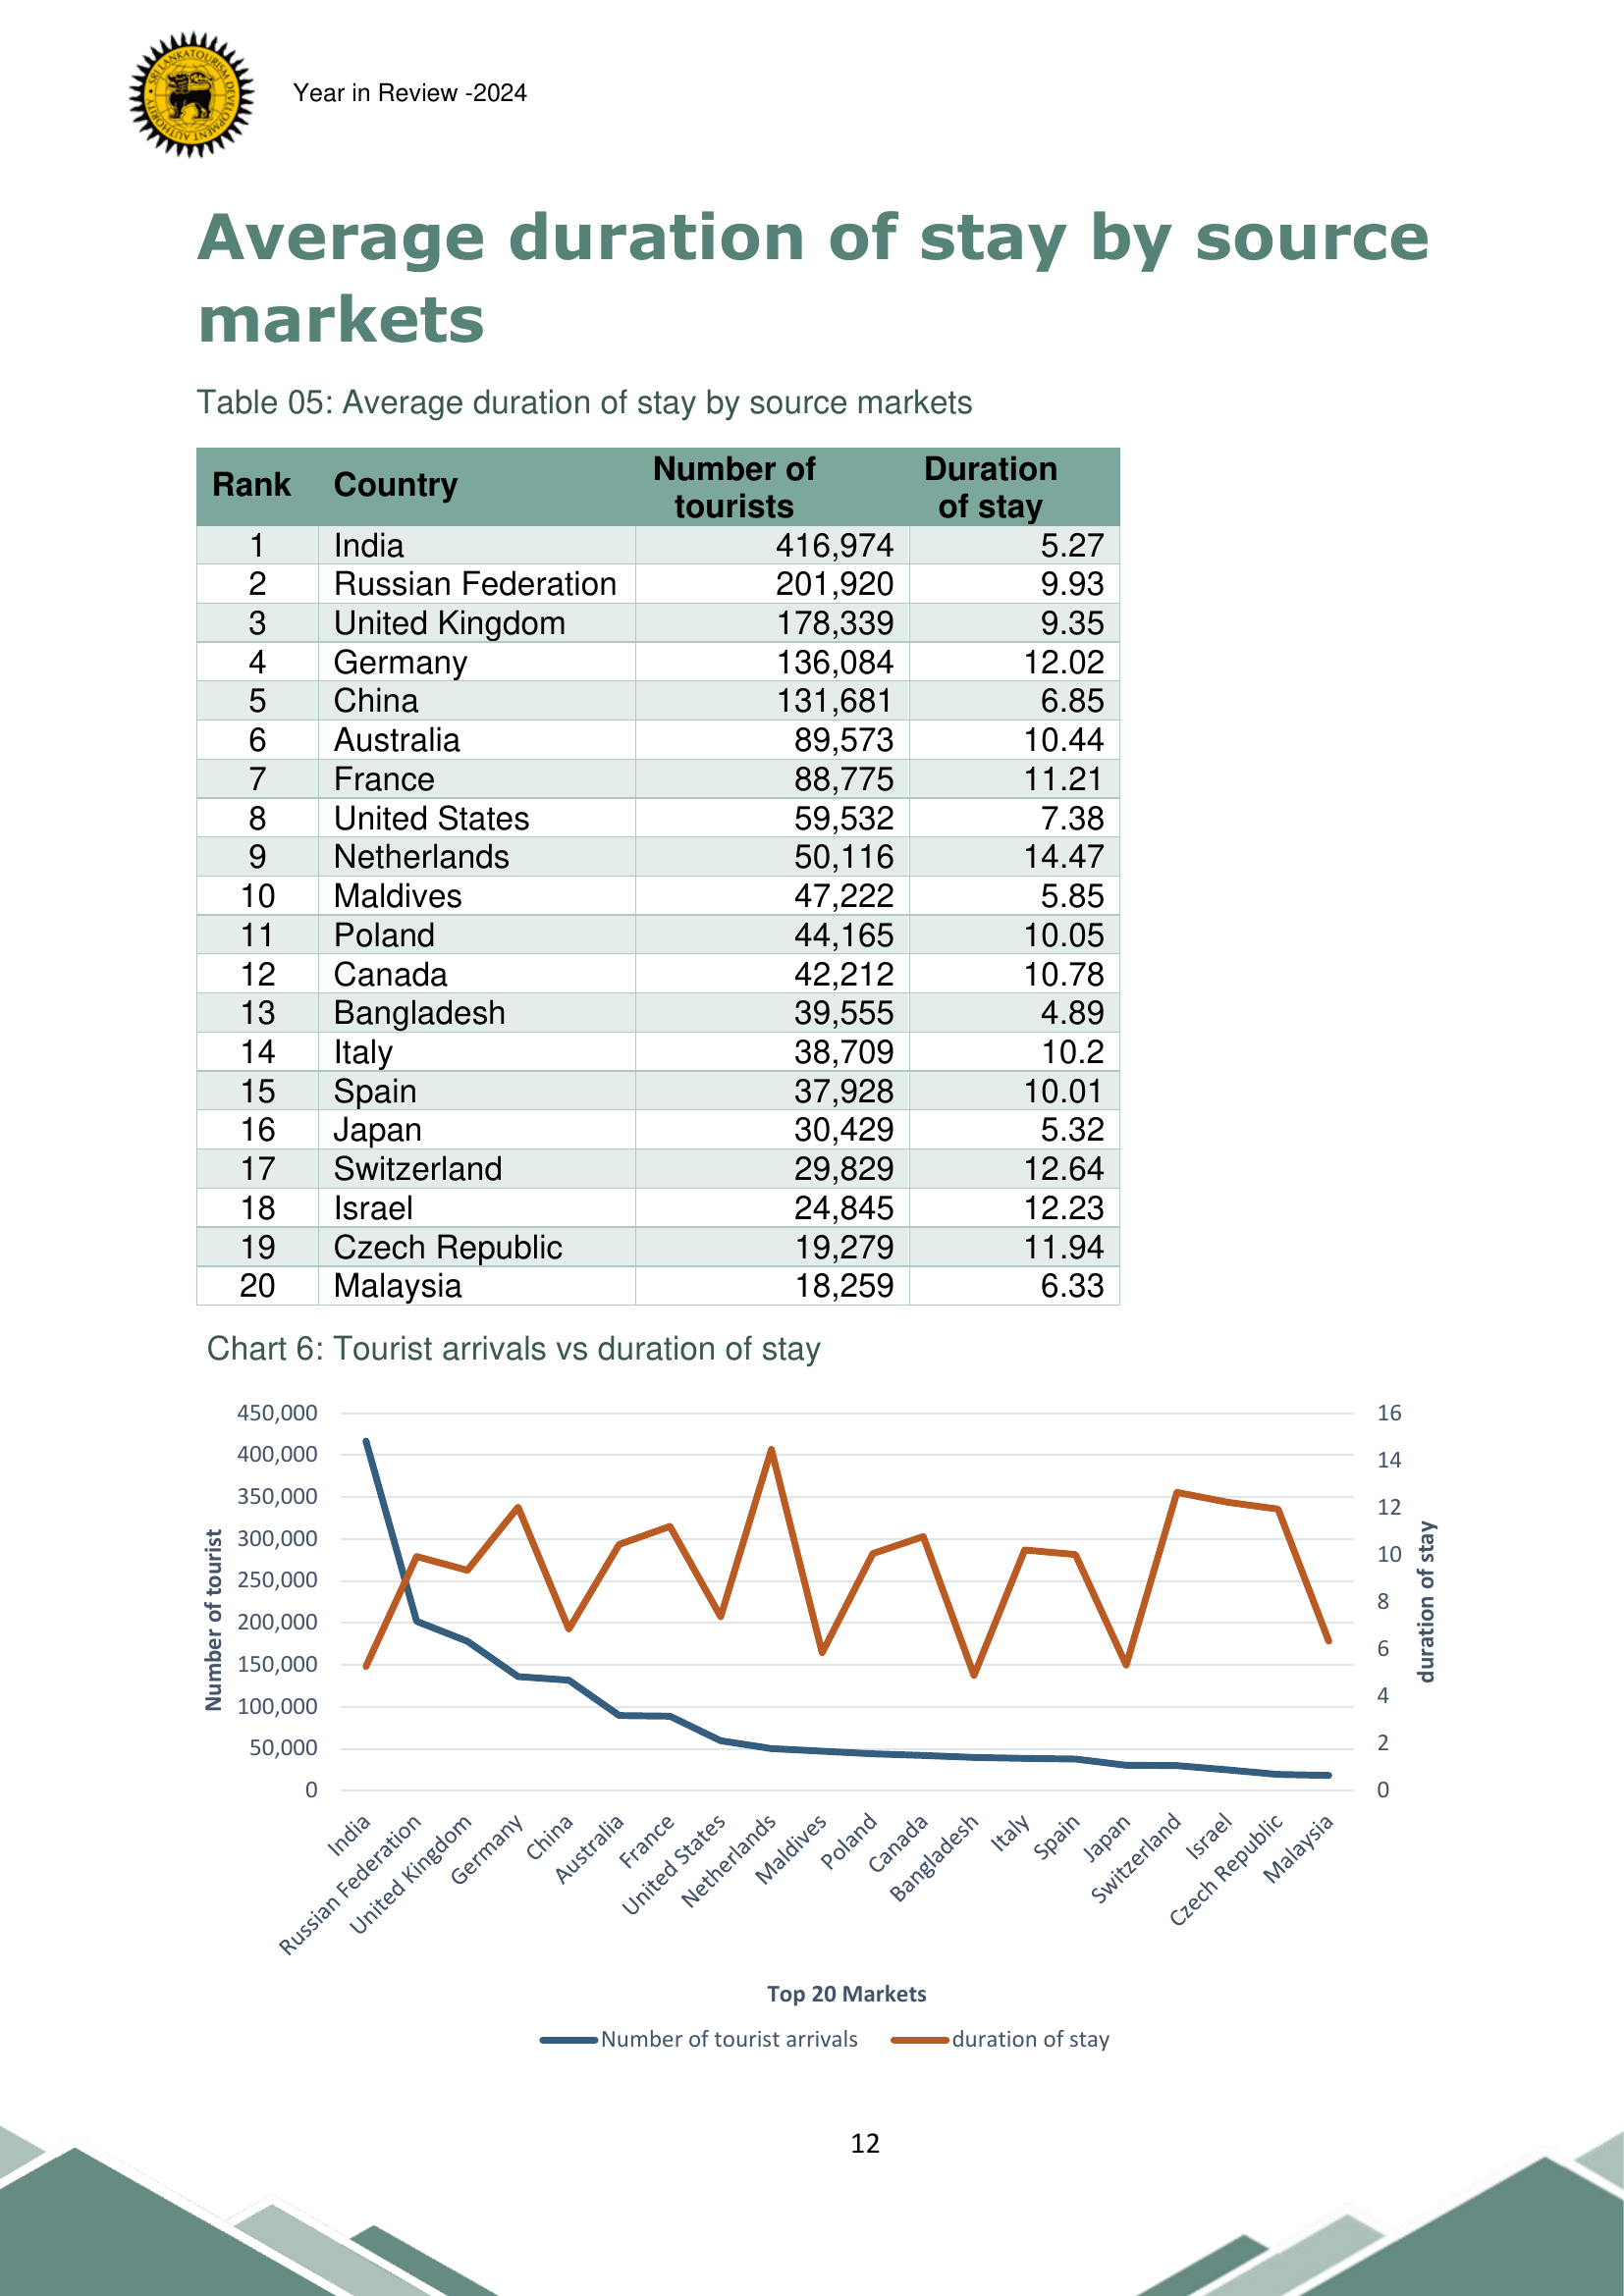 SRI LANKA TOURISM DEVELOPMENT AUTHORITY
Year in Review -2024
Average duration of stay by source
markets
Table 05: Average duration of stay by source markets
Rank Country Number of tourists Duration of stay
1 India 416,974 5.27
2 Russian Federation 201,920 9.93
3 United Kingdom 178,339 9.35
4 Germany 136,084 12.02
5 China 131,681 6.85
6 Australia 89,573 10.44
7 France 88,775 11.21
8 United States 59,532 7.38
9 Netherlands 50,116 14.47
10 Maldives 47,222 5.85
11 Poland 44,165 10.05
12 Canada 42,212 10.78
13 Bangladesh 39,555 4.89
14 Italy 38,709 10.2
15 Spain 37,928 10.01
16 Japan 30,429 5.32
17 Switzerland 29,829 12.64
18 Israel 24,845 12.23
19 Czech Republic 19,279 11.94
20 Malaysia 18,259 6.33
Chart 6: Tourist arrivals vs duration of stay
Number of tourist
450,000
400,000
350,000
300,000
250,000
200,000
150,000
100,000
50,000
0
16
14
12
10
8
6
4
2
0
duration of stay
India
Russian Federation
United Kingdom
Germany
China
Australia
France
United States
Netherlands
Maldives
Poland
Canada
Bangladesh
Italy
Spain
Japan
Switzerland
Israel
Czech Republic
Malaysia
Top 20 Markets
Number of tourist arrivals duration of stay
12